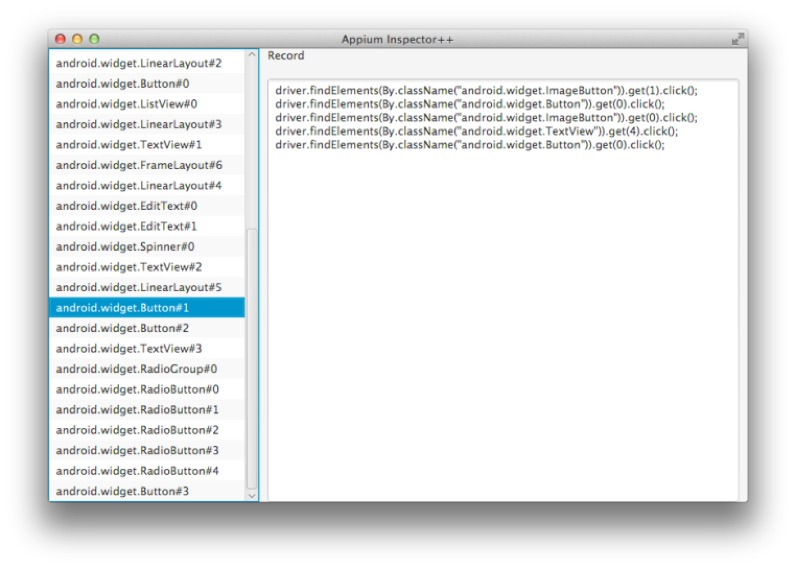 Appium Inspector++
android.widget.LinearLayout#2
android.widget.Button#0
android.widget.ListView#0
android.widget.LinearLayout#3
android.widget.TextView#1
android.widget.FrameLayout#6
android.widget.LinearLayout#4
android.widget.EditText#0
android.widget.EditText#1
android.widget.Spinner#0
android.widget.TextView#2
android.widget.LinearLayout#5
android.widget.Button#1
android.widget.Button#2
android.widget.TextView#3
android.widget.RadioGroup#0
android.widget.RadioButton#0
android.widget.RadioButton#1
android.widget.RadioButton#2
android.widget.RadioButton#3
android.widget.RadioButton#4
android.widget.Button#3
Record
driver.findElements(By.className("android.widget.ImageButton")).get(1).click();
driver.findElements(By.className("android.widget.Button")).get(0).click();
driver.findElements(By.className("android.widget.ImageButton")).get(0).click();
driver.findElements(By.className("android.widget.TextView")).get(4).click();
driver.findElements(By.className("android.widget.Button")).get(0).click();